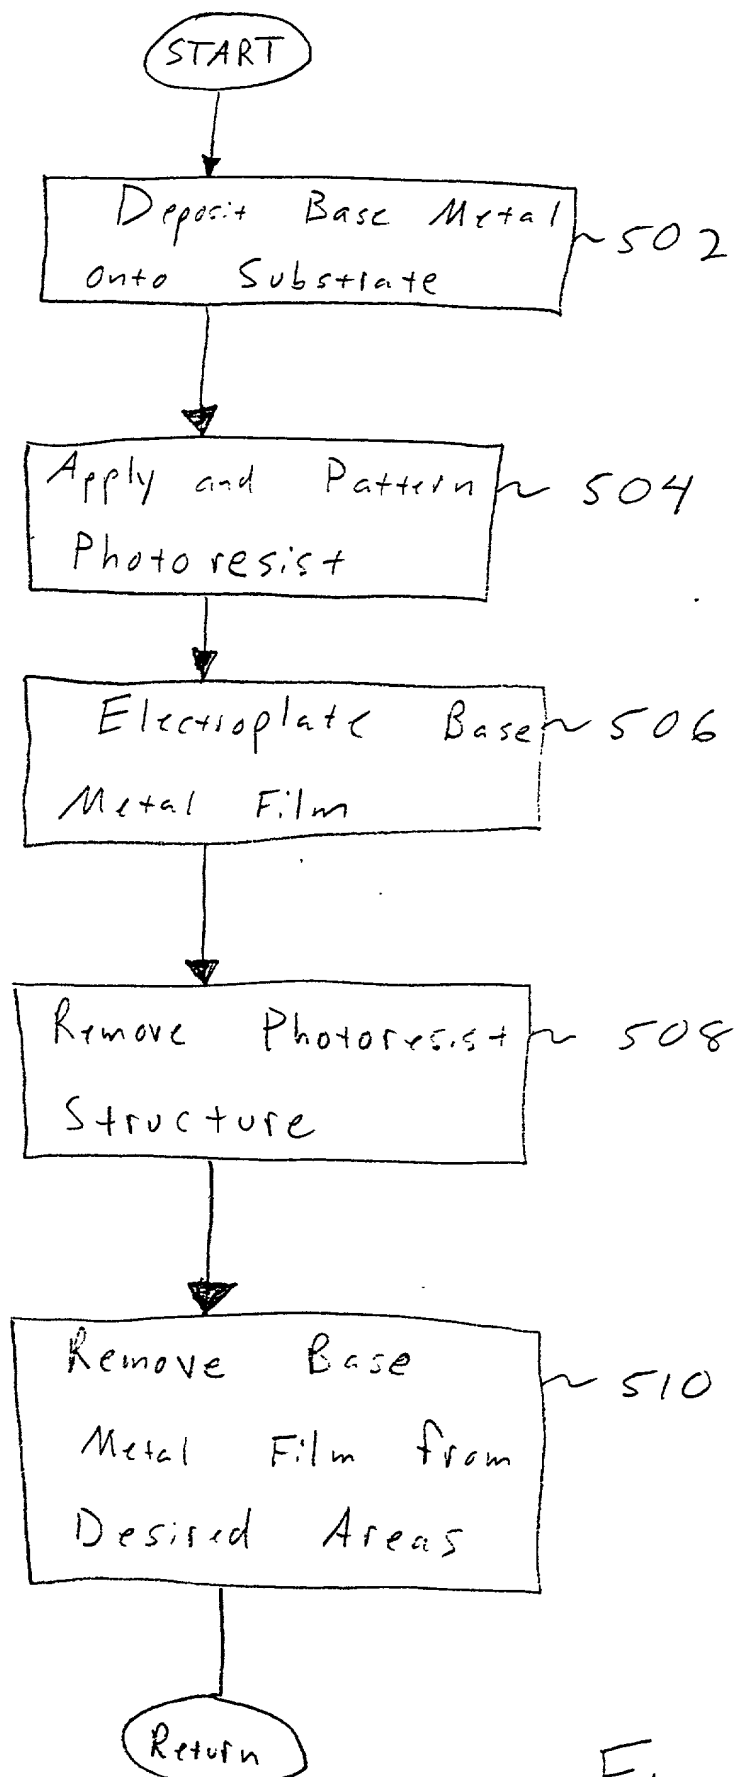 START
Deposit Base Metal
onto Substrate
502
Apply and Pattern
Photoresist
504
Electroplate Base
Metal Film
506
Remove Photoresist
Structure
508
Remove Base
Metal Film from
Desired Areas
510
Return